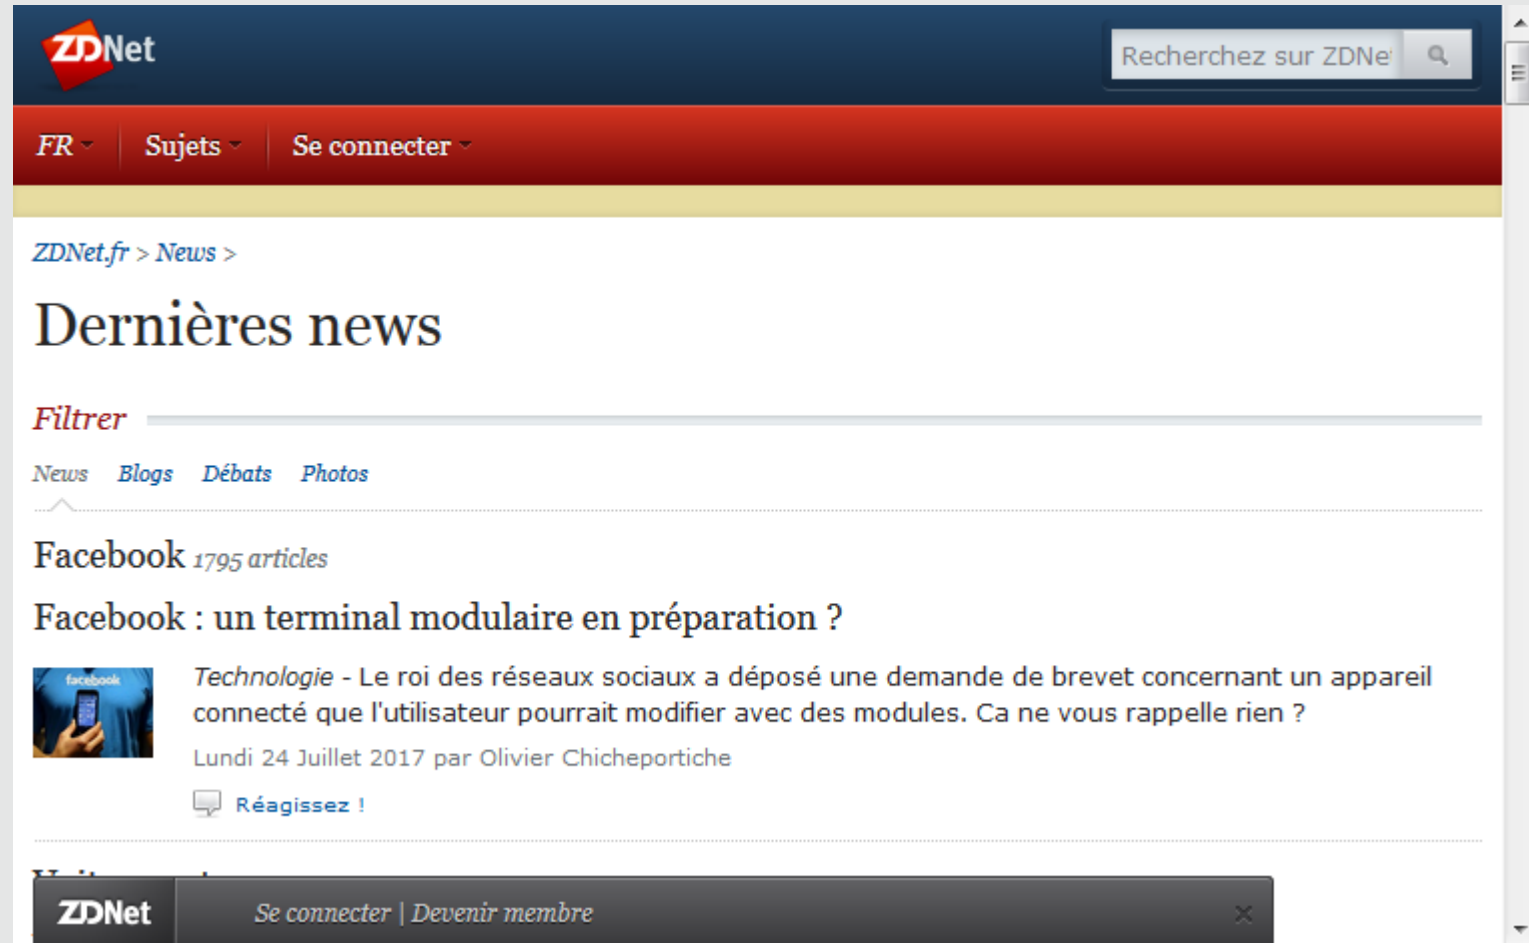 ZDNet
Recherchez sur ZDNe
FR
Sujets
Se connecter
ZDNet.fr > News >
Dernières news
Filtrer
News Blogs Débats Photos
Facebook 1795 articles
Facebook : un terminal modulaire en préparation ?
facebook
Technologie - Le roi des réseaux sociaux a déposé une demande de brevet concernant un appareil
connecté que l'utilisateur pourrait modifier avec des modules. Ca ne vous rappelle rien ?
Lundi 24 Juillet 2017 par Olivier Chicheportiche
Réagissez !
ZDNet
Se connecter | Devenir membre